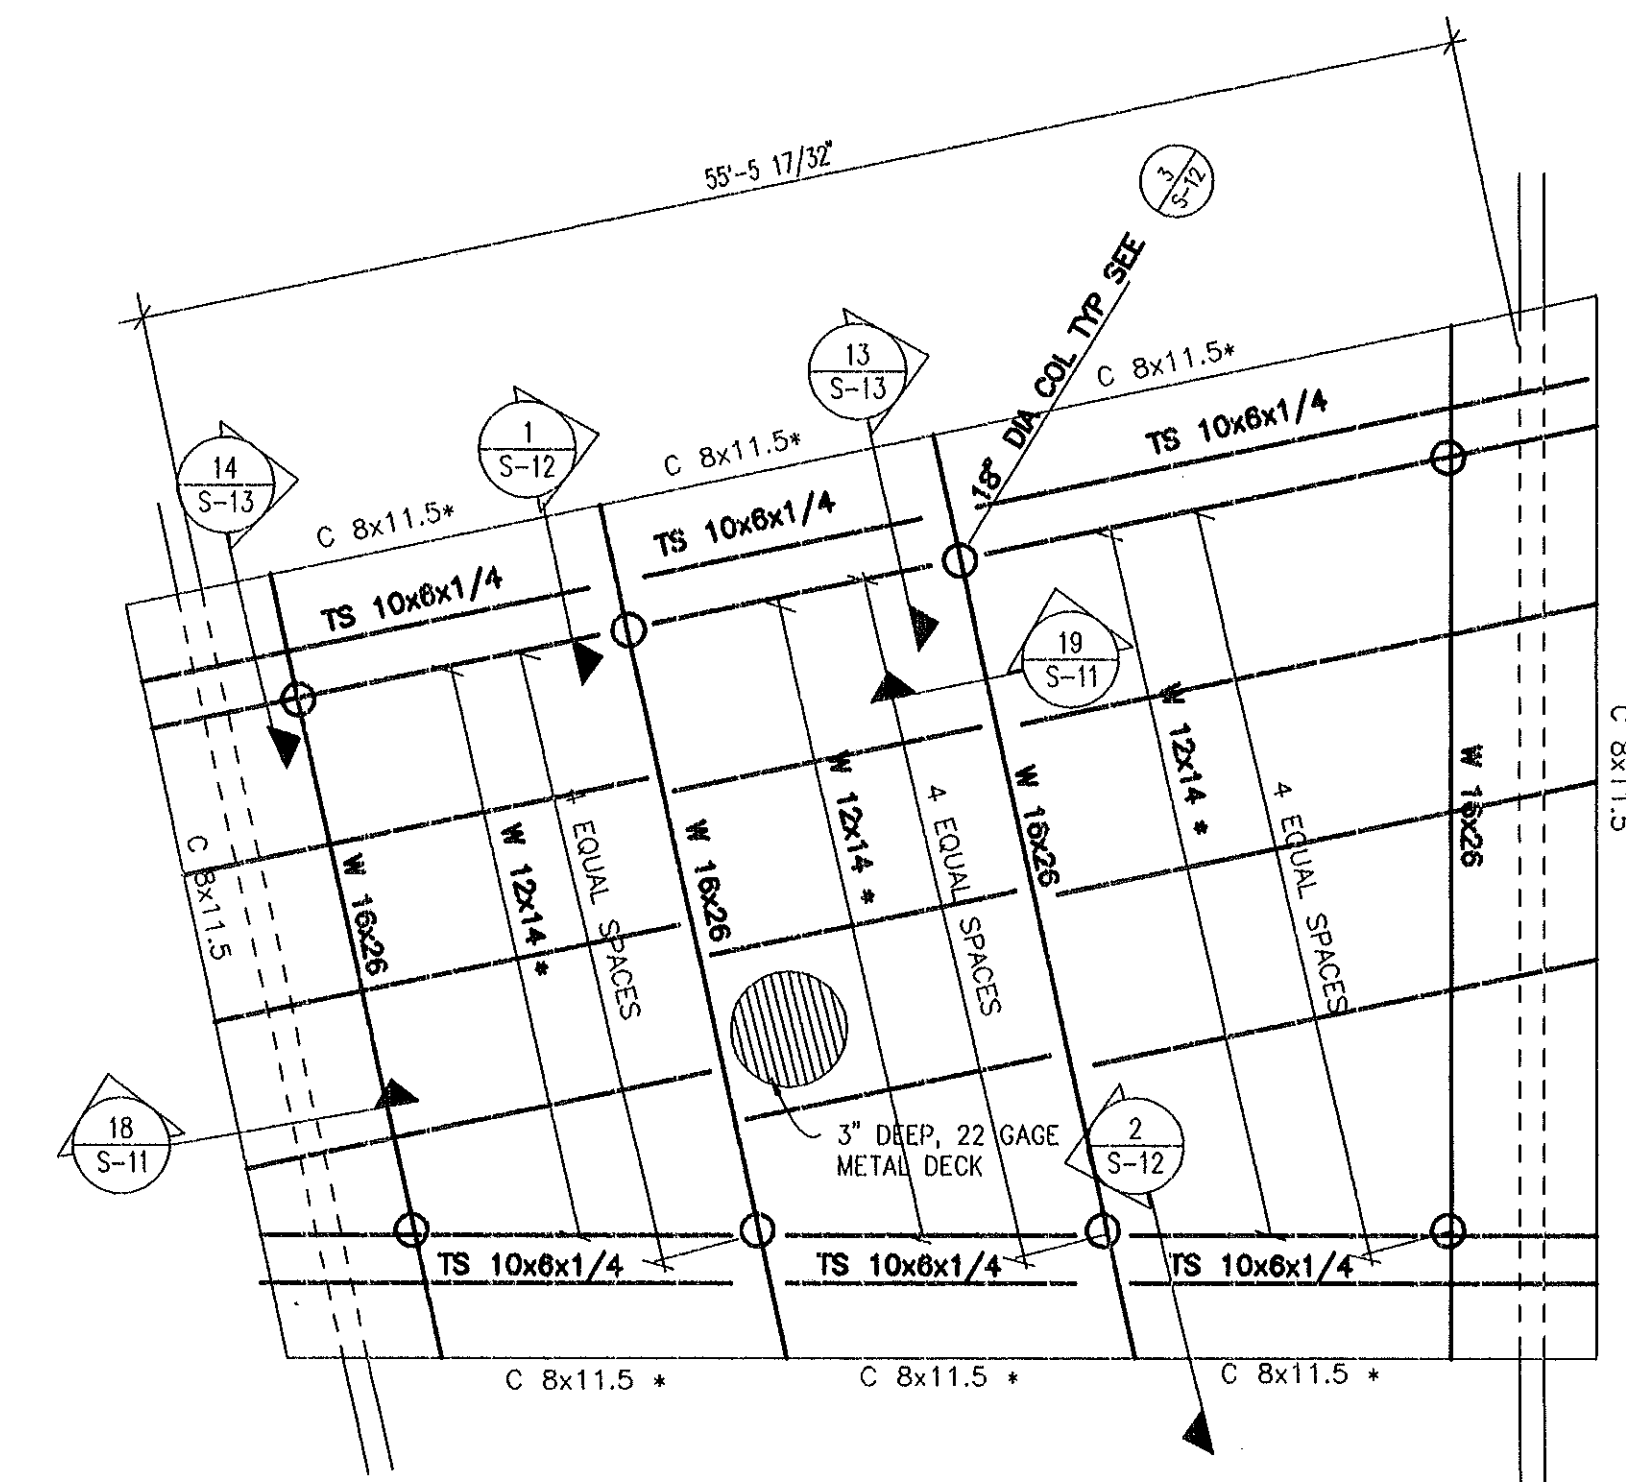 55'-5 17/32"
3
S-12
18" DIA COL TYP SEE
13
S-13
C 8x11.5*
1
S-12
C 8x11.5*
TS 10x6x1/4
14
S-13
C 8x11.5*
TS 10x6x1/4
TS 10x6x1/4
19
S-11
C 8x11.5
W 16x26
W 12x14 *
4 EQUAL SPACES
W 16x26
W 12x14 *
4 EQUAL SPACES
W 16x26
W 12x14 *
4 EQUAL SPACES
W 16x26
C 8x11.5
18
S-11
3" DEEP, 22 GAGE
METAL DECK
2
S-12
TS 10x6x1/4
TS 10x6x1/4
TS 10x6x1/4
C 8x11.5 *
C 8x11.5 *
C 8x11.5 *